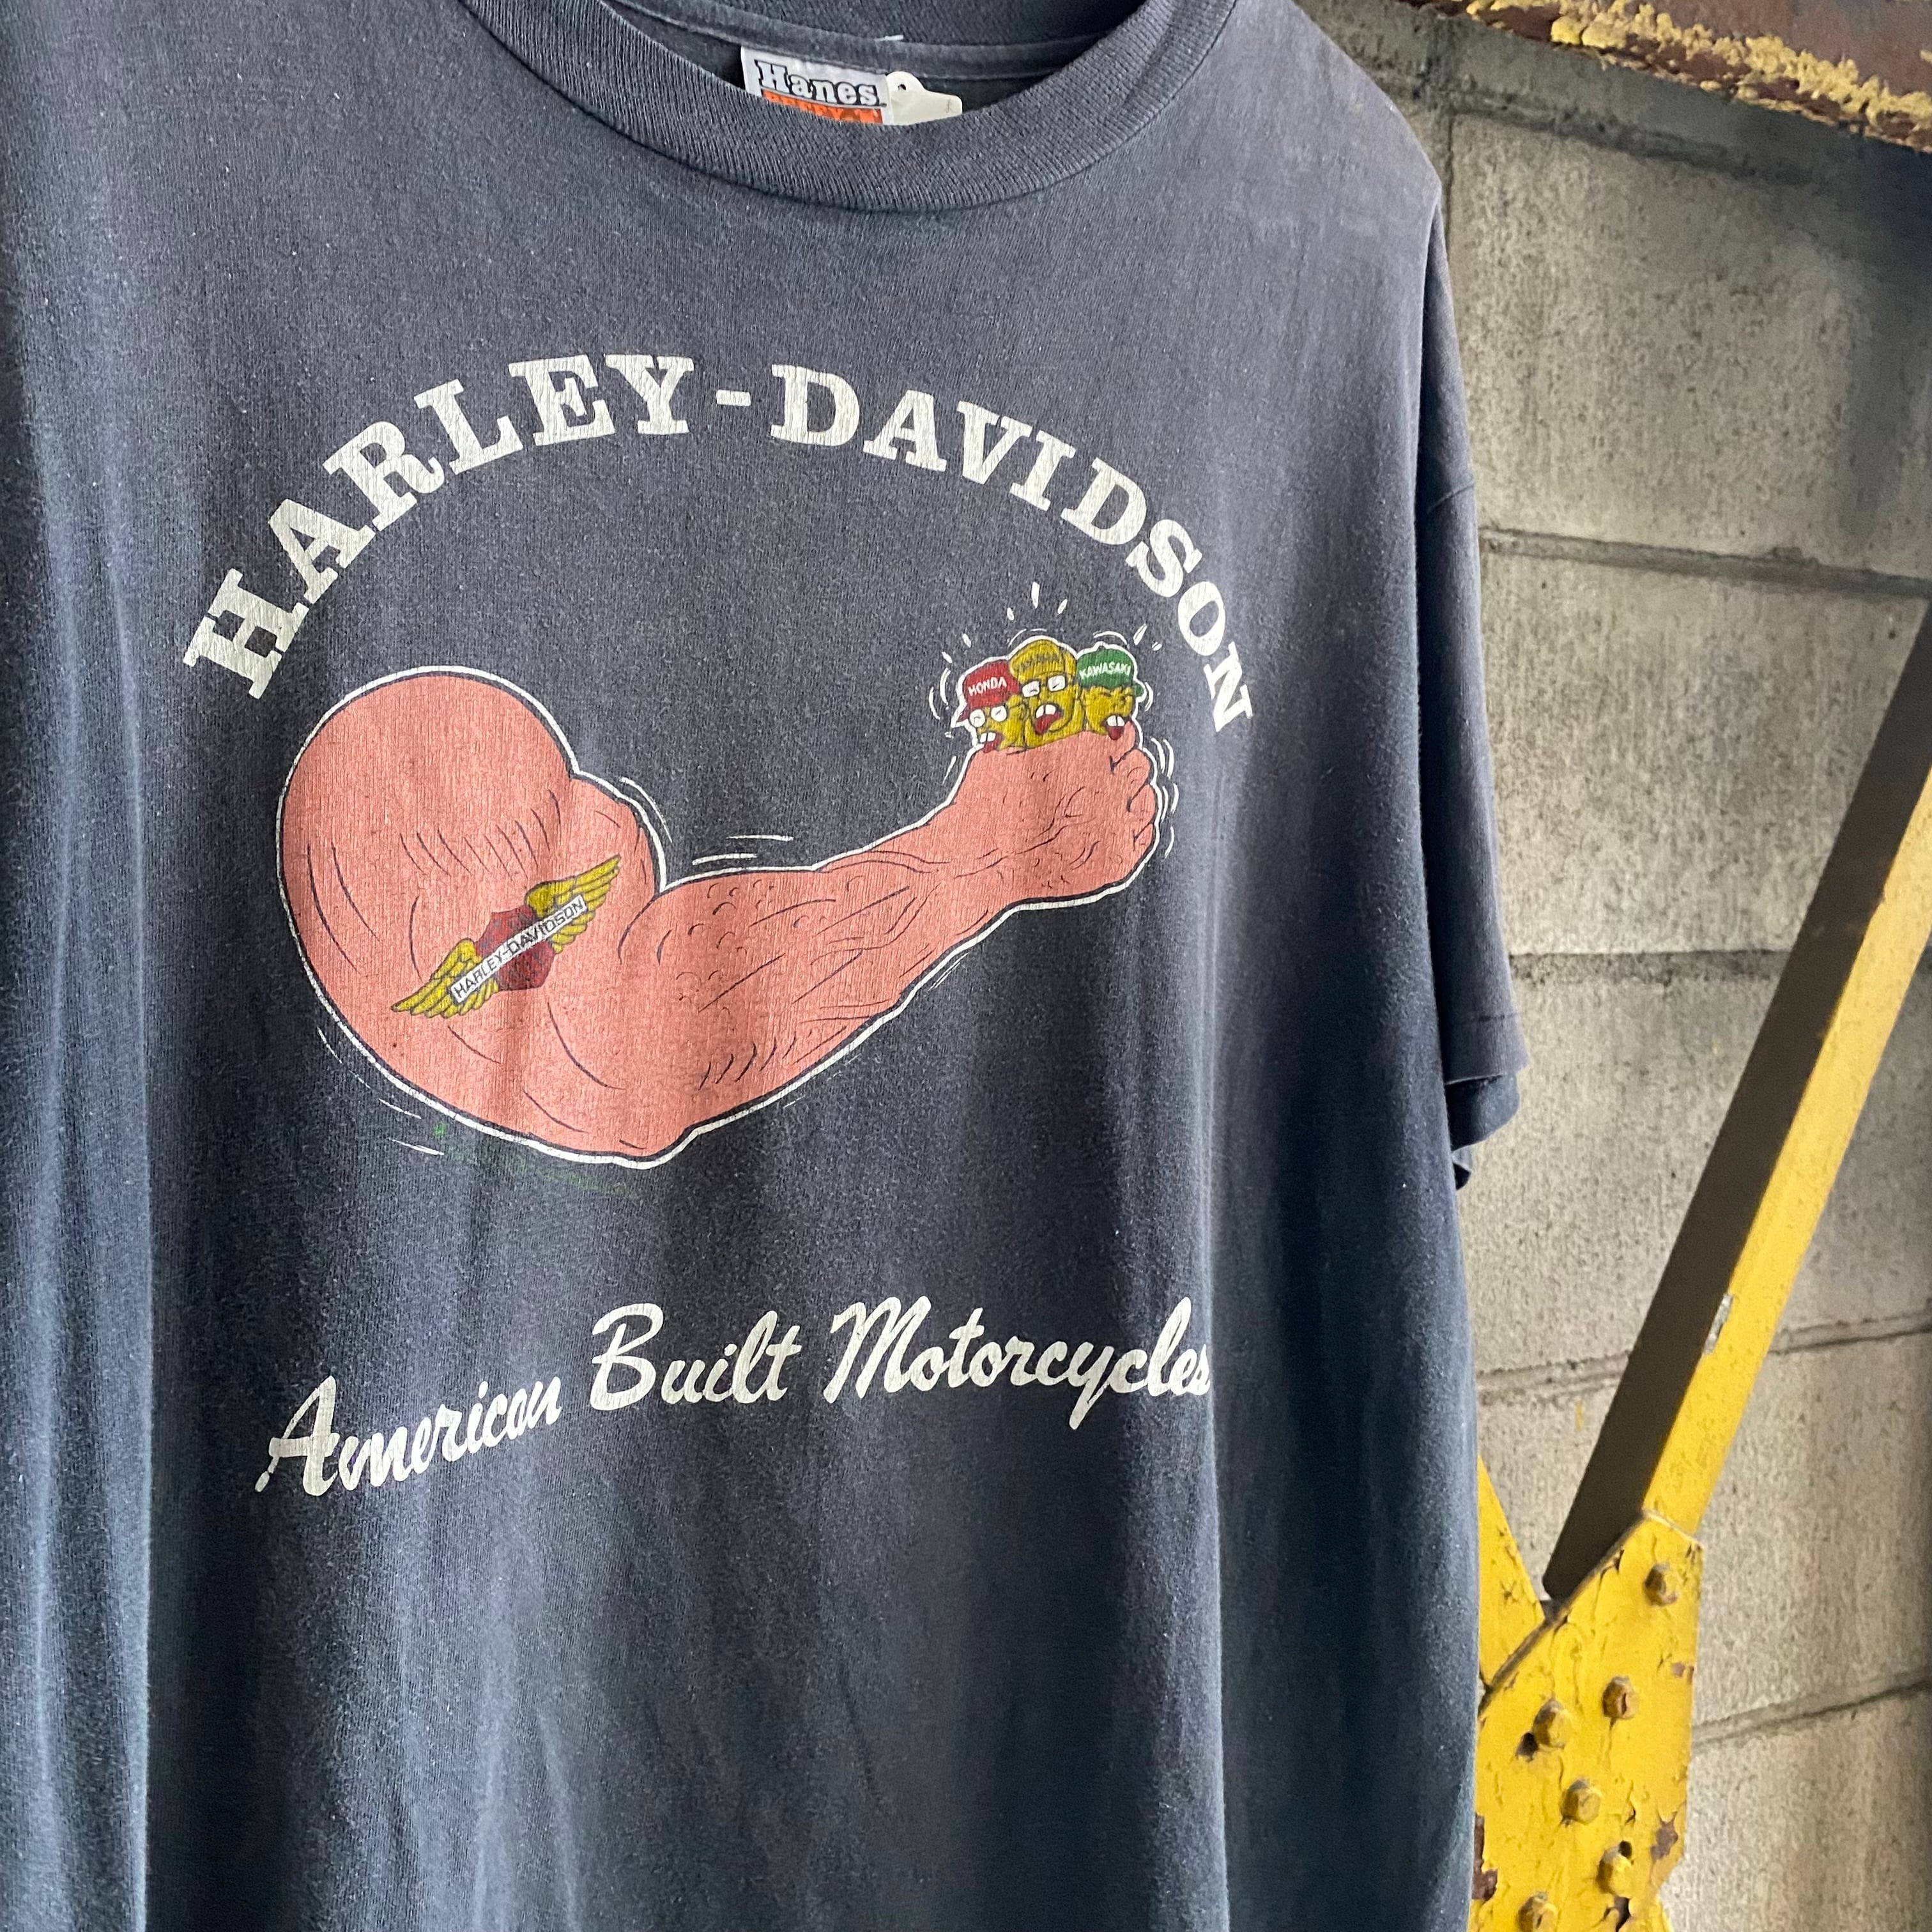 Hanes
HARLEY-DAVIDSON
HONDA
KAWASAKI
HARLEY-DAVIDSON
American Built Motorcycles